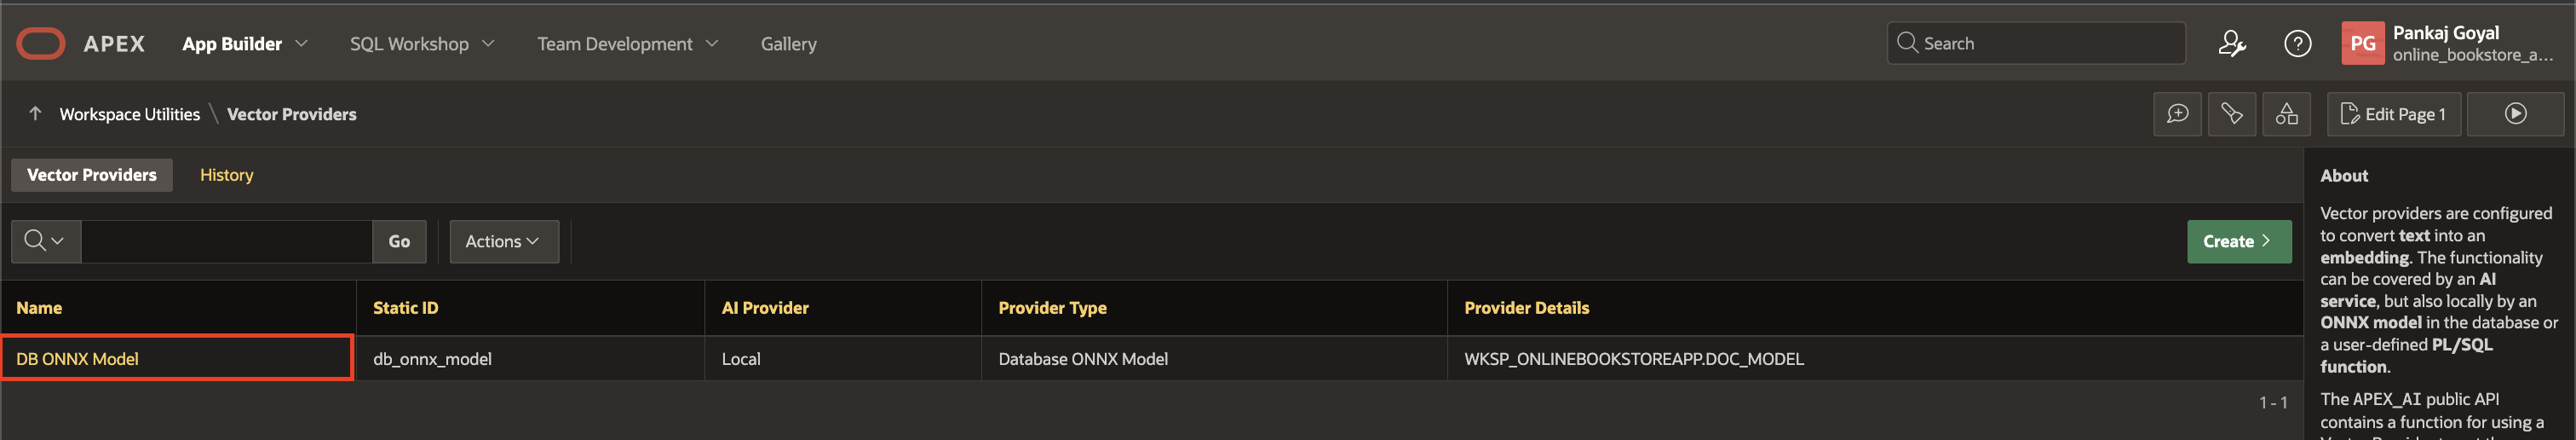 APEX App Builder SQL Workshop Team Development Gallery Search PG Pankaj Goyal
online_bookstore_a...
Workspace Utilities \ Vector Providers Edit Page 1
Vector Providers History
Go Actions Create
Name Static ID AI Provider Provider Type Provider Details
DB ONNX Model db_onnx_model Local Database ONNX Model WKSP_ONLINEBOOKSTOREAPP.DOC_MODEL
1 - 1
About
Vector providers are configured
to convert text into an
embedding. The functionality
can be covered by an AI
service, but also locally by an
ONNX model in the database or
a user-defined PL/SQL
function.
The APEX_AI public API
contains a function for using a